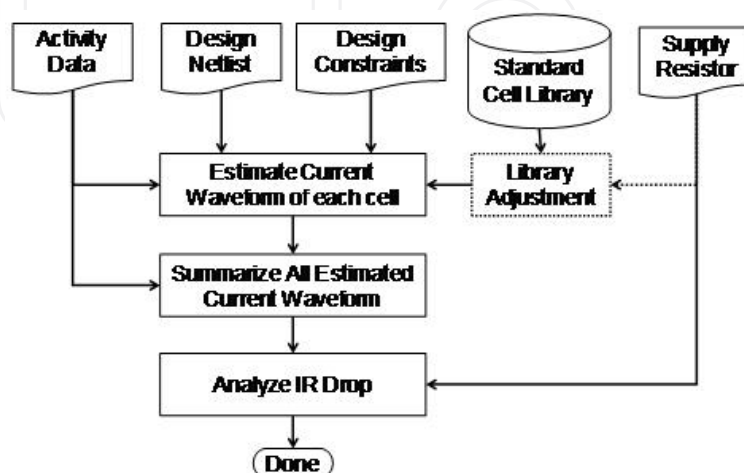 Activity
Data
Design
Netlist
Design
Constraints
Standard
Cell Library
Supply
Resistor
Estimate Current
Waveform of each cell
Library
Adjustment
Summarize All Estimated
Current Waveform
Analyze IR Drop
Done